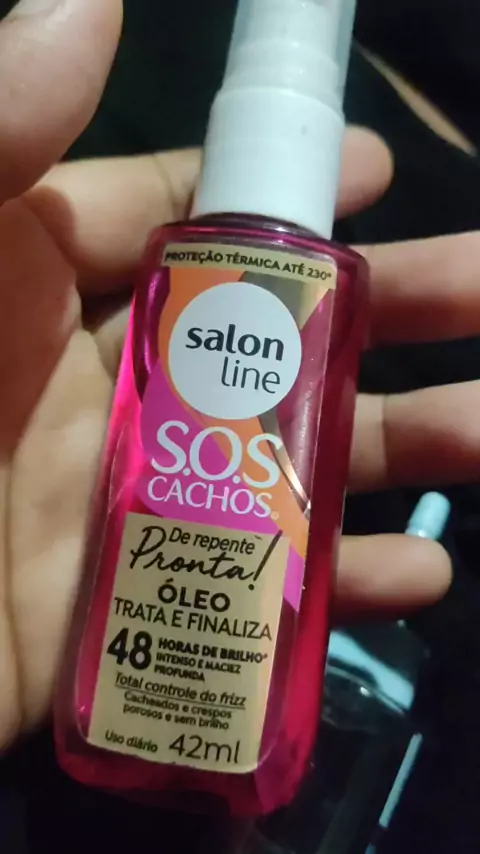 PROTEÇÃO TÉRMICA ATÉ 230°
salon
line
S.O.S
CACHOS®
De repente™
Pronta!
ÓLEO
TRATA E FINALIZA
48 HORAS DE BRILHO*
INTENSO E MACIEZ
PROFUNDA
Total controle do frizz
Cacheados e crespos
porosos e sem brilho
Uso diário 42ml